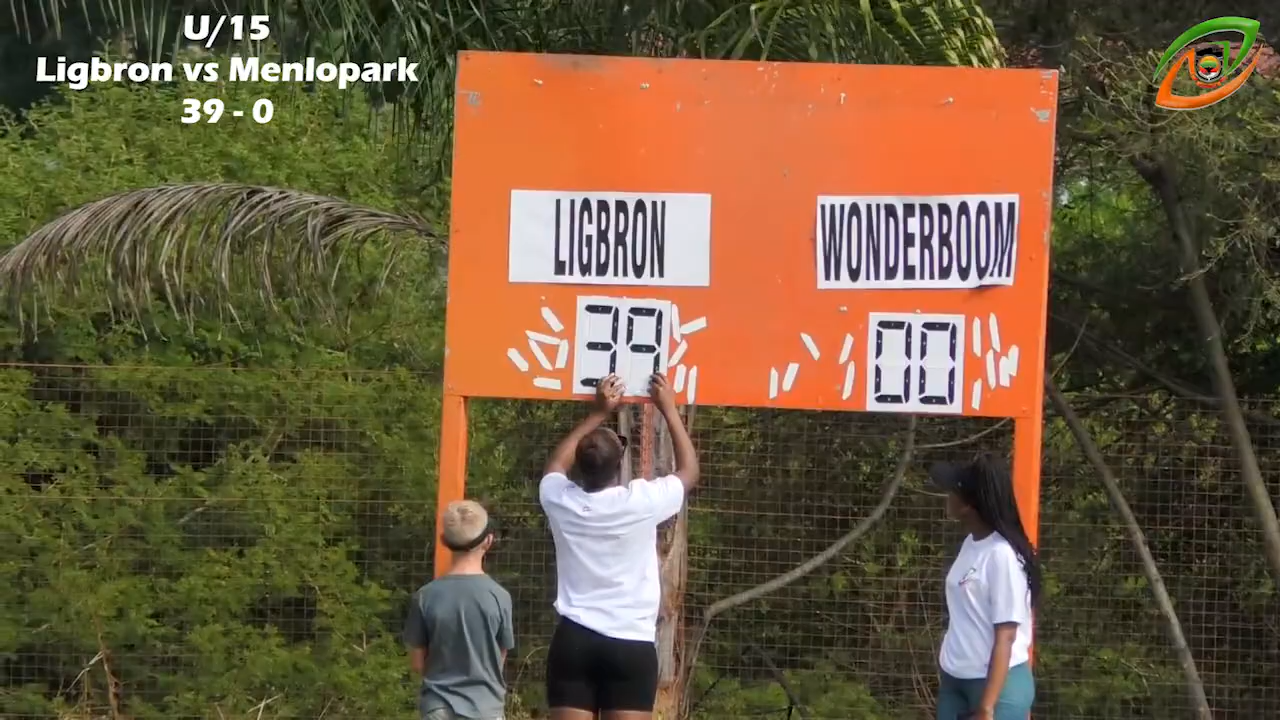 U/15
Ligbron vs Menlopark
39 - 0
LIGBRON
WONDERBOOM
39
00